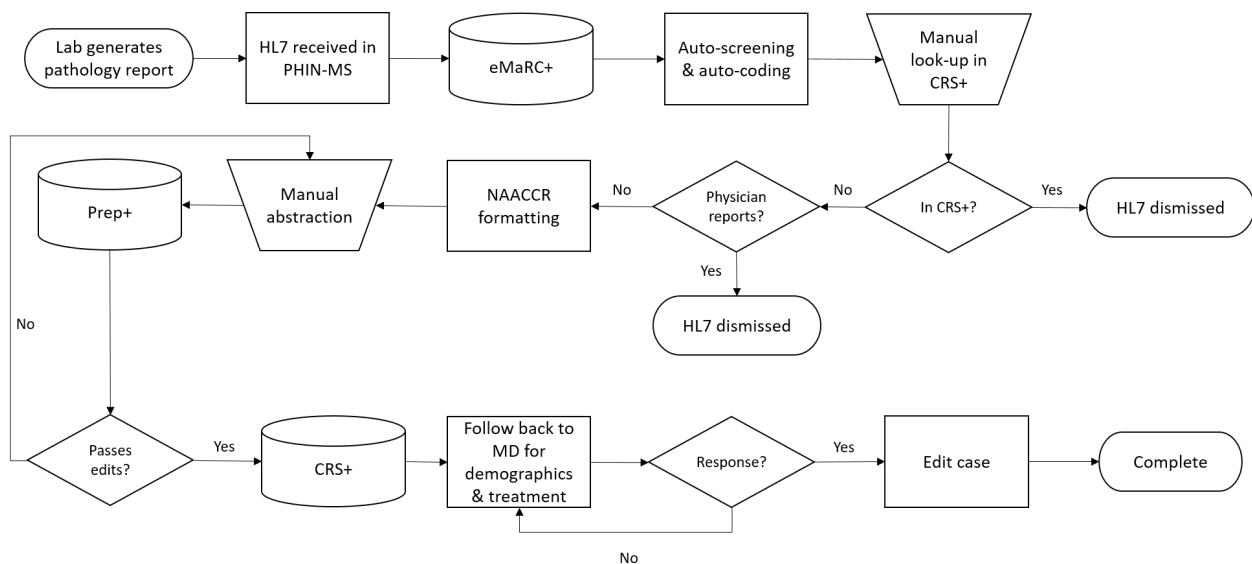 Lab generates
pathology report
HL7 received in
PHIN-MS
eMaRC+
Auto-screening
& auto-coding
Manual
look-up in
CRS+
In CRS+?
Yes
HL7 dismissed
No
Physician
reports?
Yes
HL7 dismissed
No
NAACCR
formatting
Manual
abstraction
Prep+
Passes
edits?
No
Yes
CRS+
Follow back to
MD for
demographics
& treatment
Response?
No
Yes
Edit case
Complete